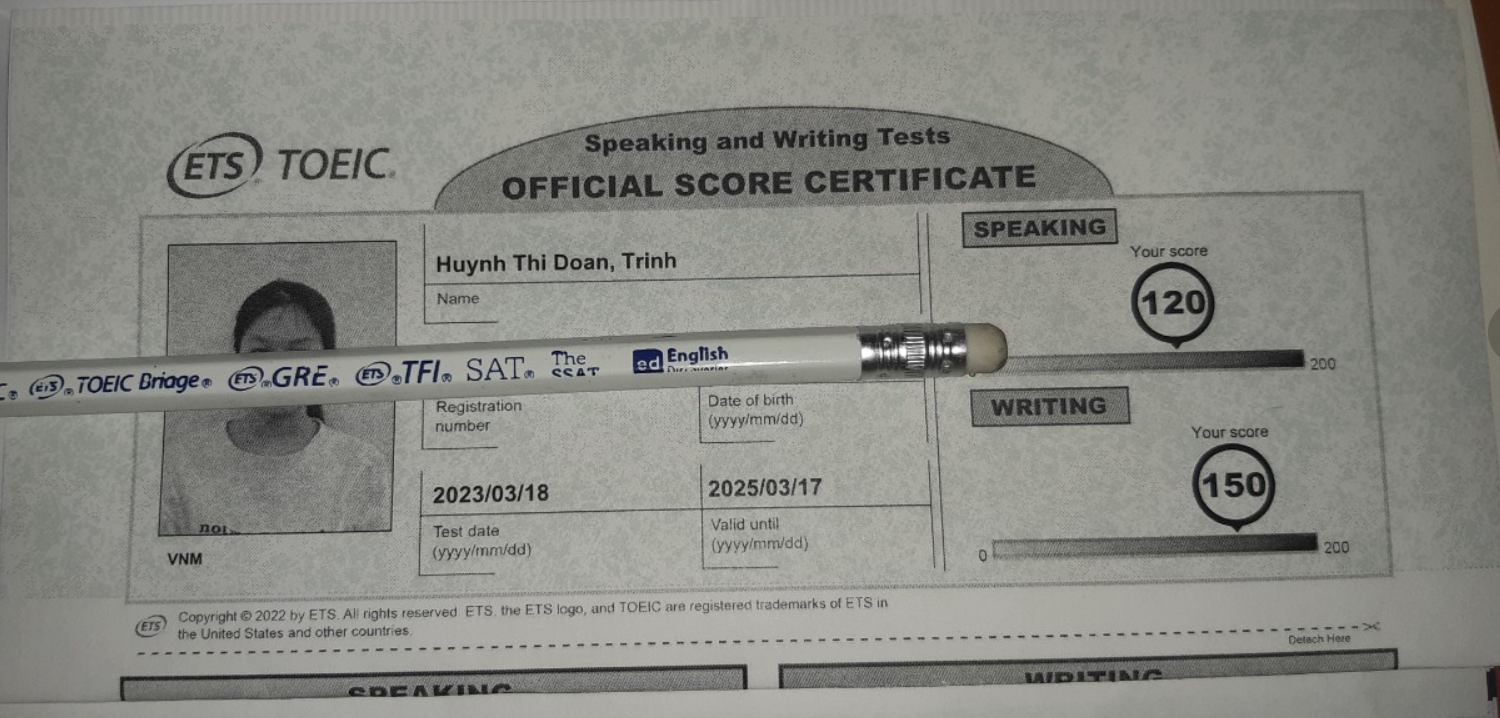 ETS TOEIC®
Speaking and Writing Tests
OFFICIAL SCORE CERTIFICATE
Huynh Thi Doan, Trinh
Name
SPEAKING
Your score
120
200
ETS® TOEIC Bridge® ETS® GRE® ETS® TFI® SAT® The SSAT ed English
Registration
number
Date of birth
(yyyy/mm/dd)
WRITING
Your score
150
0
200
2023/03/18
Test date
(yyyy/mm/dd)
2025/03/17
Valid until
(yyyy/mm/dd)
VNM
ETS Copyright © 2022 by ETS. All rights reserved. ETS, the ETS logo, and TOEIC are registered trademarks of ETS in
the United States and other countries.
Detach Here
SPEAKING
WRITING